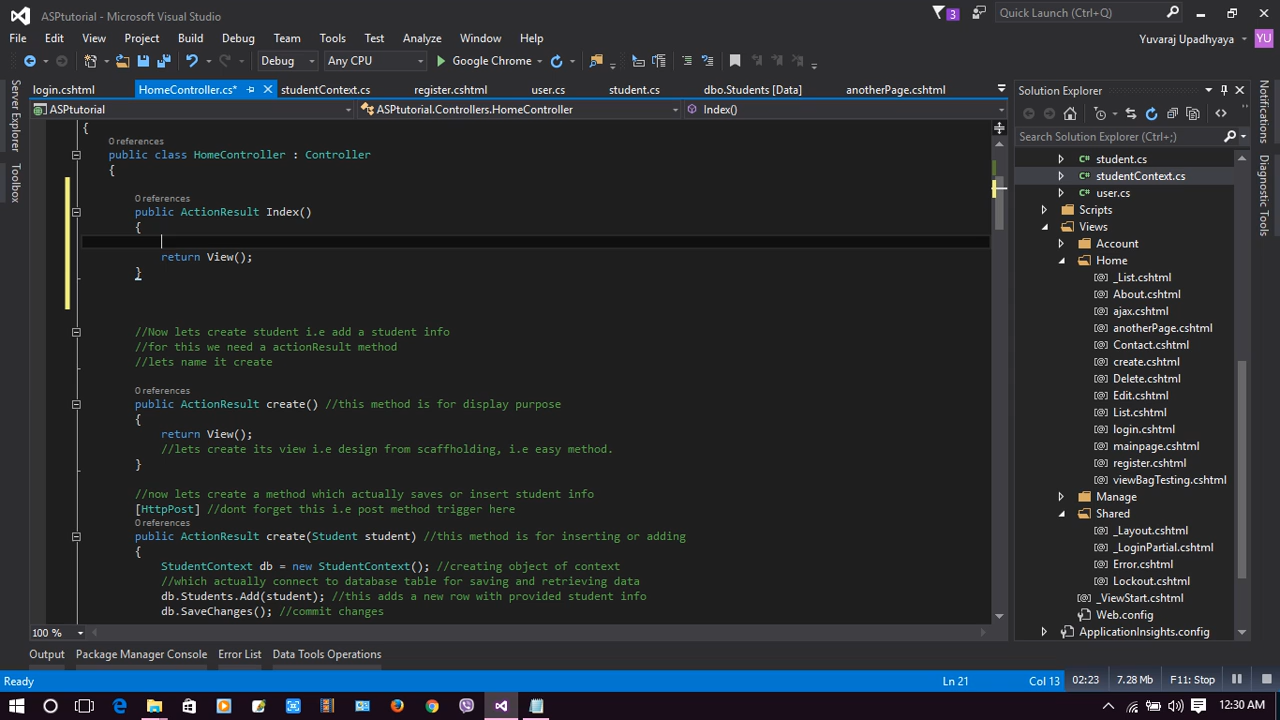 ASPtutorial - Microsoft Visual Studio
3
Quick Launch (Ctrl+Q)
File Edit View Project Build Debug Team Tools Test Analyze Window Help
Yuvaraj Upadhyaya YU
Debug Any CPU Google Chrome
login.cshtml HomeController.cs* studentContext.cs register.cshtml user.cs student.cs dbo.Students [Data] anotherPage.cshtml
ASPtutorial ASPtutorial.Controllers.HomeController Index()
Server Explorer
Toolbox
{
0 references
public class HomeController : Controller
{
0 references
public ActionResult Index()
{
return View();
}
//Now lets create student i.e add a student info
//for this we need a actionResult method
//lets name it create
0 references
public ActionResult create() //this method is for display purpose
{
return View();
//lets create its view i.e design from scaffholding, i.e easy method.
}
//now lets create a method which actually saves or insert student info
[HttpPost] //dont forget this i.e post method trigger here
0 references
public ActionResult create(Student student) //this method is for inserting or adding
{
StudentContext db = new StudentContext(); //creating object of context
//which actually connect to database table for saving and retrieving data
db.Students.Add(student); //this adds a new row with provided student info
db.SaveChanges(); //commit changes
100 %
Solution Explorer
Search Solution Explorer (Ctrl+;)
student.cs
studentContext.cs
user.cs
Scripts
Views
Account
Home
_List.cshtml
About.cshtml
ajax.cshtml
anotherPage.cshtml
Contact.cshtml
create.cshtml
Delete.cshtml
Edit.cshtml
List.cshtml
login.cshtml
mainpage.cshtml
register.cshtml
viewBagTesting.cshtml
Manage
Shared
_Layout.cshtml
_LoginPartial.cshtml
Error.cshtml
Lockout.cshtml
_ViewStart.cshtml
Web.config
ApplicationInsights.config
Notifications
Diagnostic Tools
Output Package Manager Console Error List Data Tools Operations
Ready Ln 21 Col 13 02:23 7.28 Mb F11: Stop
12:30 AM